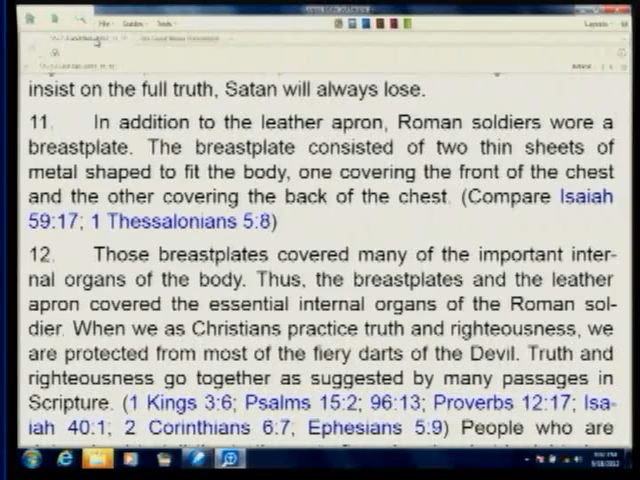 File Guides Tools Layouts
insist on the full truth, Satan will always lose.
11. In addition to the leather apron, Roman soldiers wore a
breastplate. The breastplate consisted of two thin sheets of
metal shaped to fit the body, one covering the front of the chest
and the other covering the back of the chest. (Compare Isaiah
59:17; 1 Thessalonians 5:8)
12. Those breastplates covered many of the important inter-
nal organs of the body. Thus, the breastplates and the leather
apron covered the essential internal organs of the Roman sol-
dier. When we as Christians practice truth and righteousness, we
are protected from most of the fiery darts of the Devil. Truth and
righteousness go together as suggested by many passages in
Scripture. (1 Kings 3:6; Psalms 15:2; 96:13; Proverbs 12:17; Isa-
iah 40:1; 2 Corinthians 6:7; Ephesians 5:9) People who are